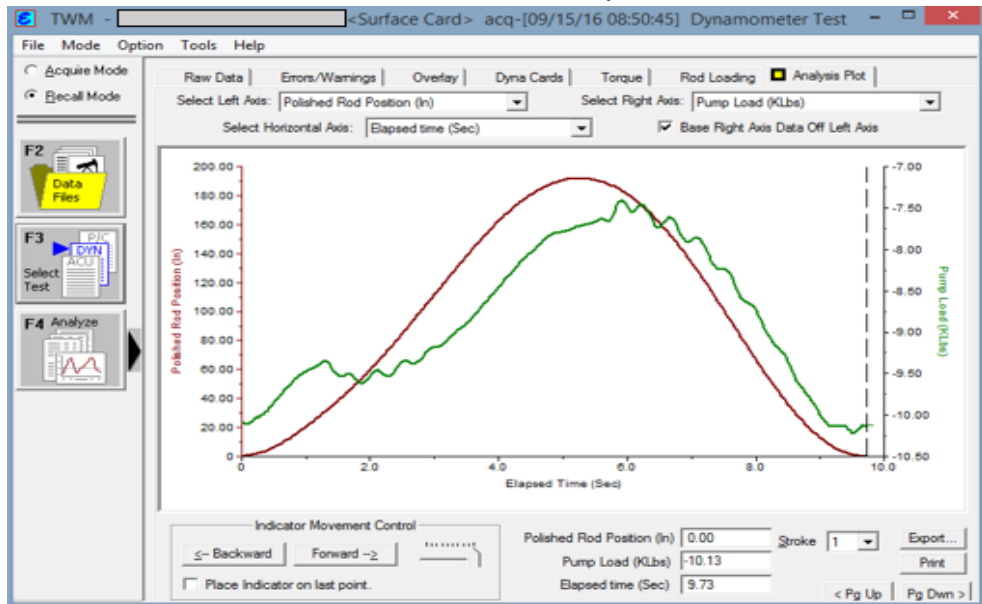 TWM - <Surface Card> acq-[09/15/16 08:50:45] Dynamometer Test
File Mode Option Tools Help
Acquire Mode
Recall Mode
Raw Data Errors/Warnings Overlay Dyna Cards Torque Rod Loading Analysis Plot
Select Left Axis: Polished Rod Position (In) Select Right Axis: Pump Load (KLbs)
Select Horizontal Axis: Elapsed time (Sec) Base Right Axis Data Off Left Axis
F2
Data
Files
F3
P/C
DYN
ACU
Select
Test
F4 Analyze
Polished Rod Position (In)
200.00
180.00
160.00
140.00
120.00
100.00
80.00
60.00
40.00
20.00
0
0 2.0 4.0 6.0 8.0 10.0
Elapsed Time (Sec)
-7.00
-7.50
-8.00
-8.50
-9.00
-9.50
-10.00
-10.50
Pump Load (KLbs)
Indicator Movement Control
<- Backward Forward ->
Place Indicator on last point.
Polished Rod Position (In) 0.00
Pump Load (KLbs) -10.13
Elapsed time (Sec) 9.73
Stroke 1
Export...
Print
< Pg Up Pg Dwn >